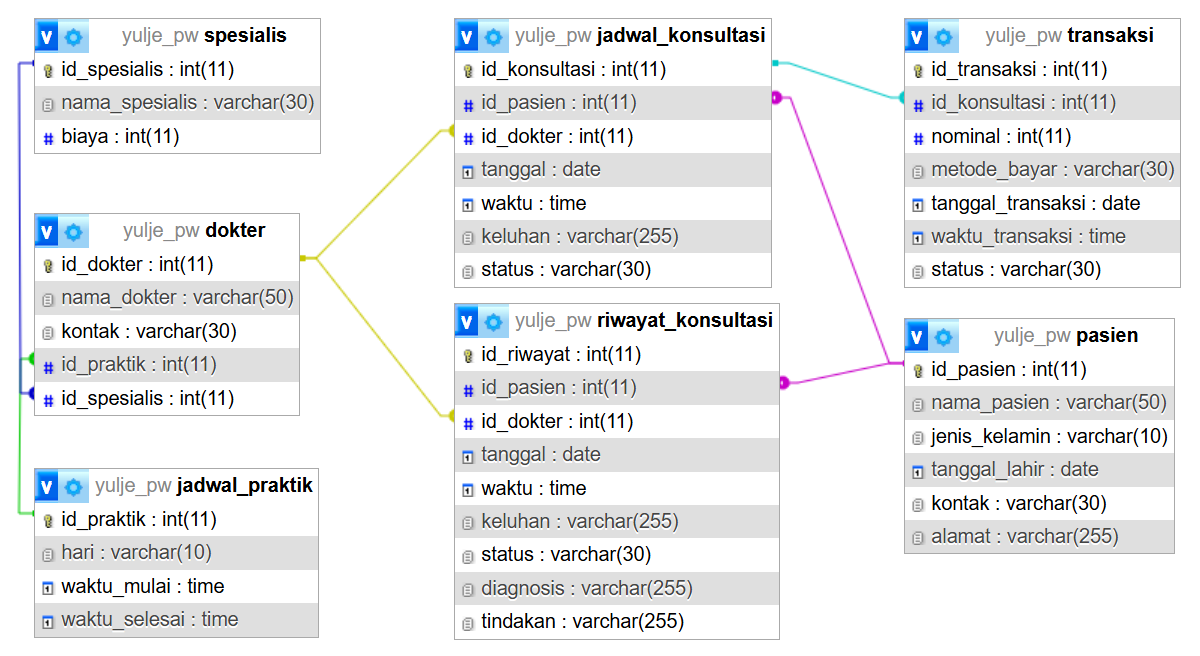 yulje_pw spesialis
id_spesialis : int(11)
nama_spesialis : varchar(30)
biaya : int(11)
yulje_pw dokter
id_dokter : int(11)
nama_dokter : varchar(50)
kontak : varchar(30)
id_praktik : int(11)
id_spesialis : int(11)
yulje_pw jadwal_praktik
id_praktik : int(11)
hari : varchar(10)
waktu_mulai : time
waktu_selesai : time
yulje_pw jadwal_konsultasi
id_konsultasi : int(11)
id_pasien : int(11)
id_dokter : int(11)
tanggal : date
waktu : time
keluhan : varchar(255)
status : varchar(30)
yulje_pw riwayat_konsultasi
id_riwayat : int(11)
id_pasien : int(11)
id_dokter : int(11)
tanggal : date
waktu : time
keluhan : varchar(255)
status : varchar(30)
diagnosis : varchar(255)
tindakan : varchar(255)
yulje_pw transaksi
id_transaksi : int(11)
id_konsultasi : int(11)
nominal : int(11)
metode_bayar : varchar(30)
tanggal_transaksi : date
waktu_transaksi : time
status : varchar(30)
yulje_pw pasien
id_pasien : int(11)
nama_pasien : varchar(50)
jenis_kelamin : varchar(10)
tanggal_lahir : date
kontak : varchar(30)
alamat : varchar(255)